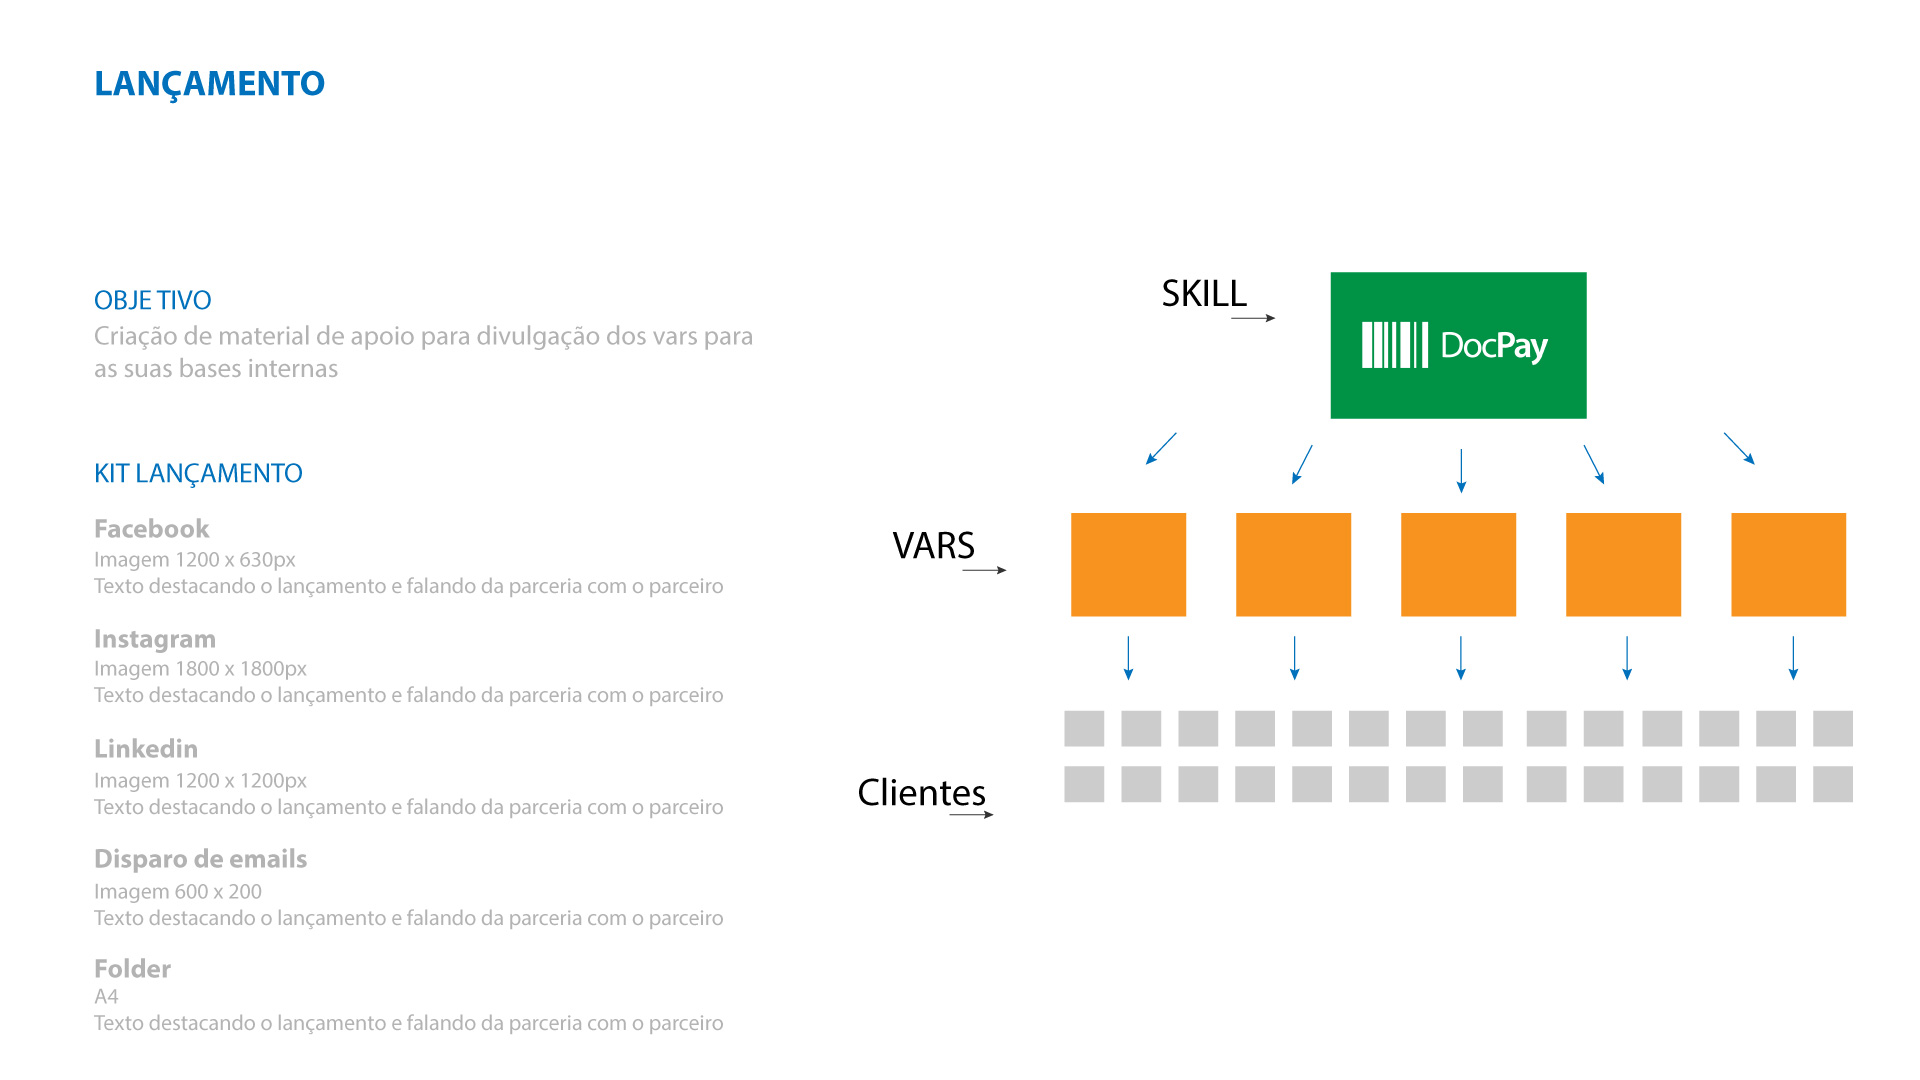 LANÇAMENTO
OBJE TIVO
Criação de material de apoio para divulgação dos vars para
as suas bases internas
KIT LANÇAMENTO
Facebook
Imagem 1200 x 630px
Texto destacando o lançamento e falando da parceria com o parceiro
Instagram
Imagem 1800 x 1800px
Texto destacando o lançamento e falando da parceria com o parceiro
Linkedin
Imagem 1200 x 1200px
Texto destacando o lançamento e falando da parceria com o parceiro
Disparo de emails
Imagem 600 x 200
Texto destacando o lançamento e falando da parceria com o parceiro
Folder
A4
Texto destacando o lançamento e falando da parceria com o parceiro
SKILL
DocPay
VARS
Clientes